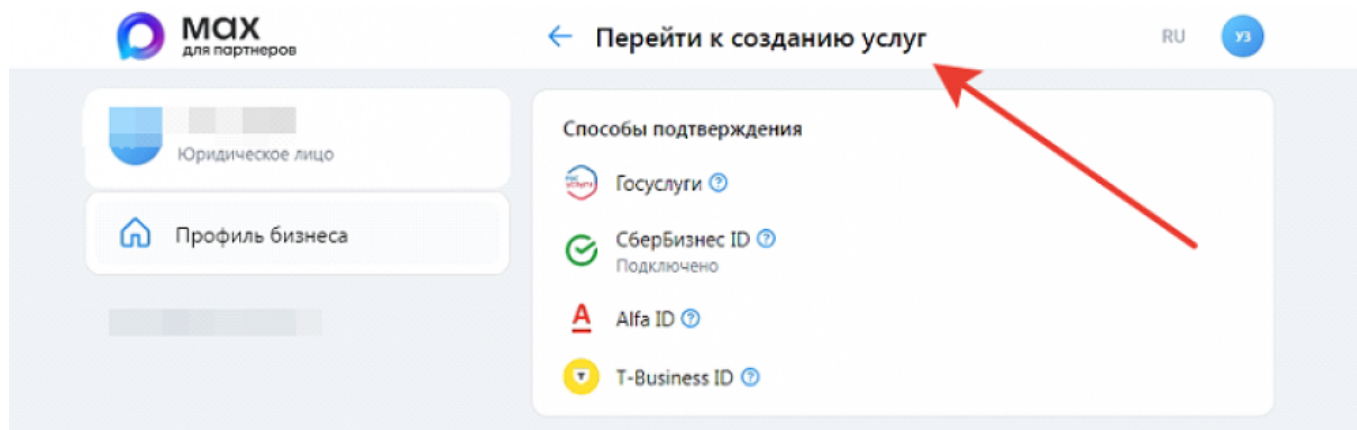 мах
для партнеров
← Перейти к созданию услуг
RU
УЗ
Юридическое лицо
Профиль бизнеса
Способы подтверждения
Госуслуги ?
СберБизнес ID ?
Подключено
Alfa ID ?
T-Business ID ?